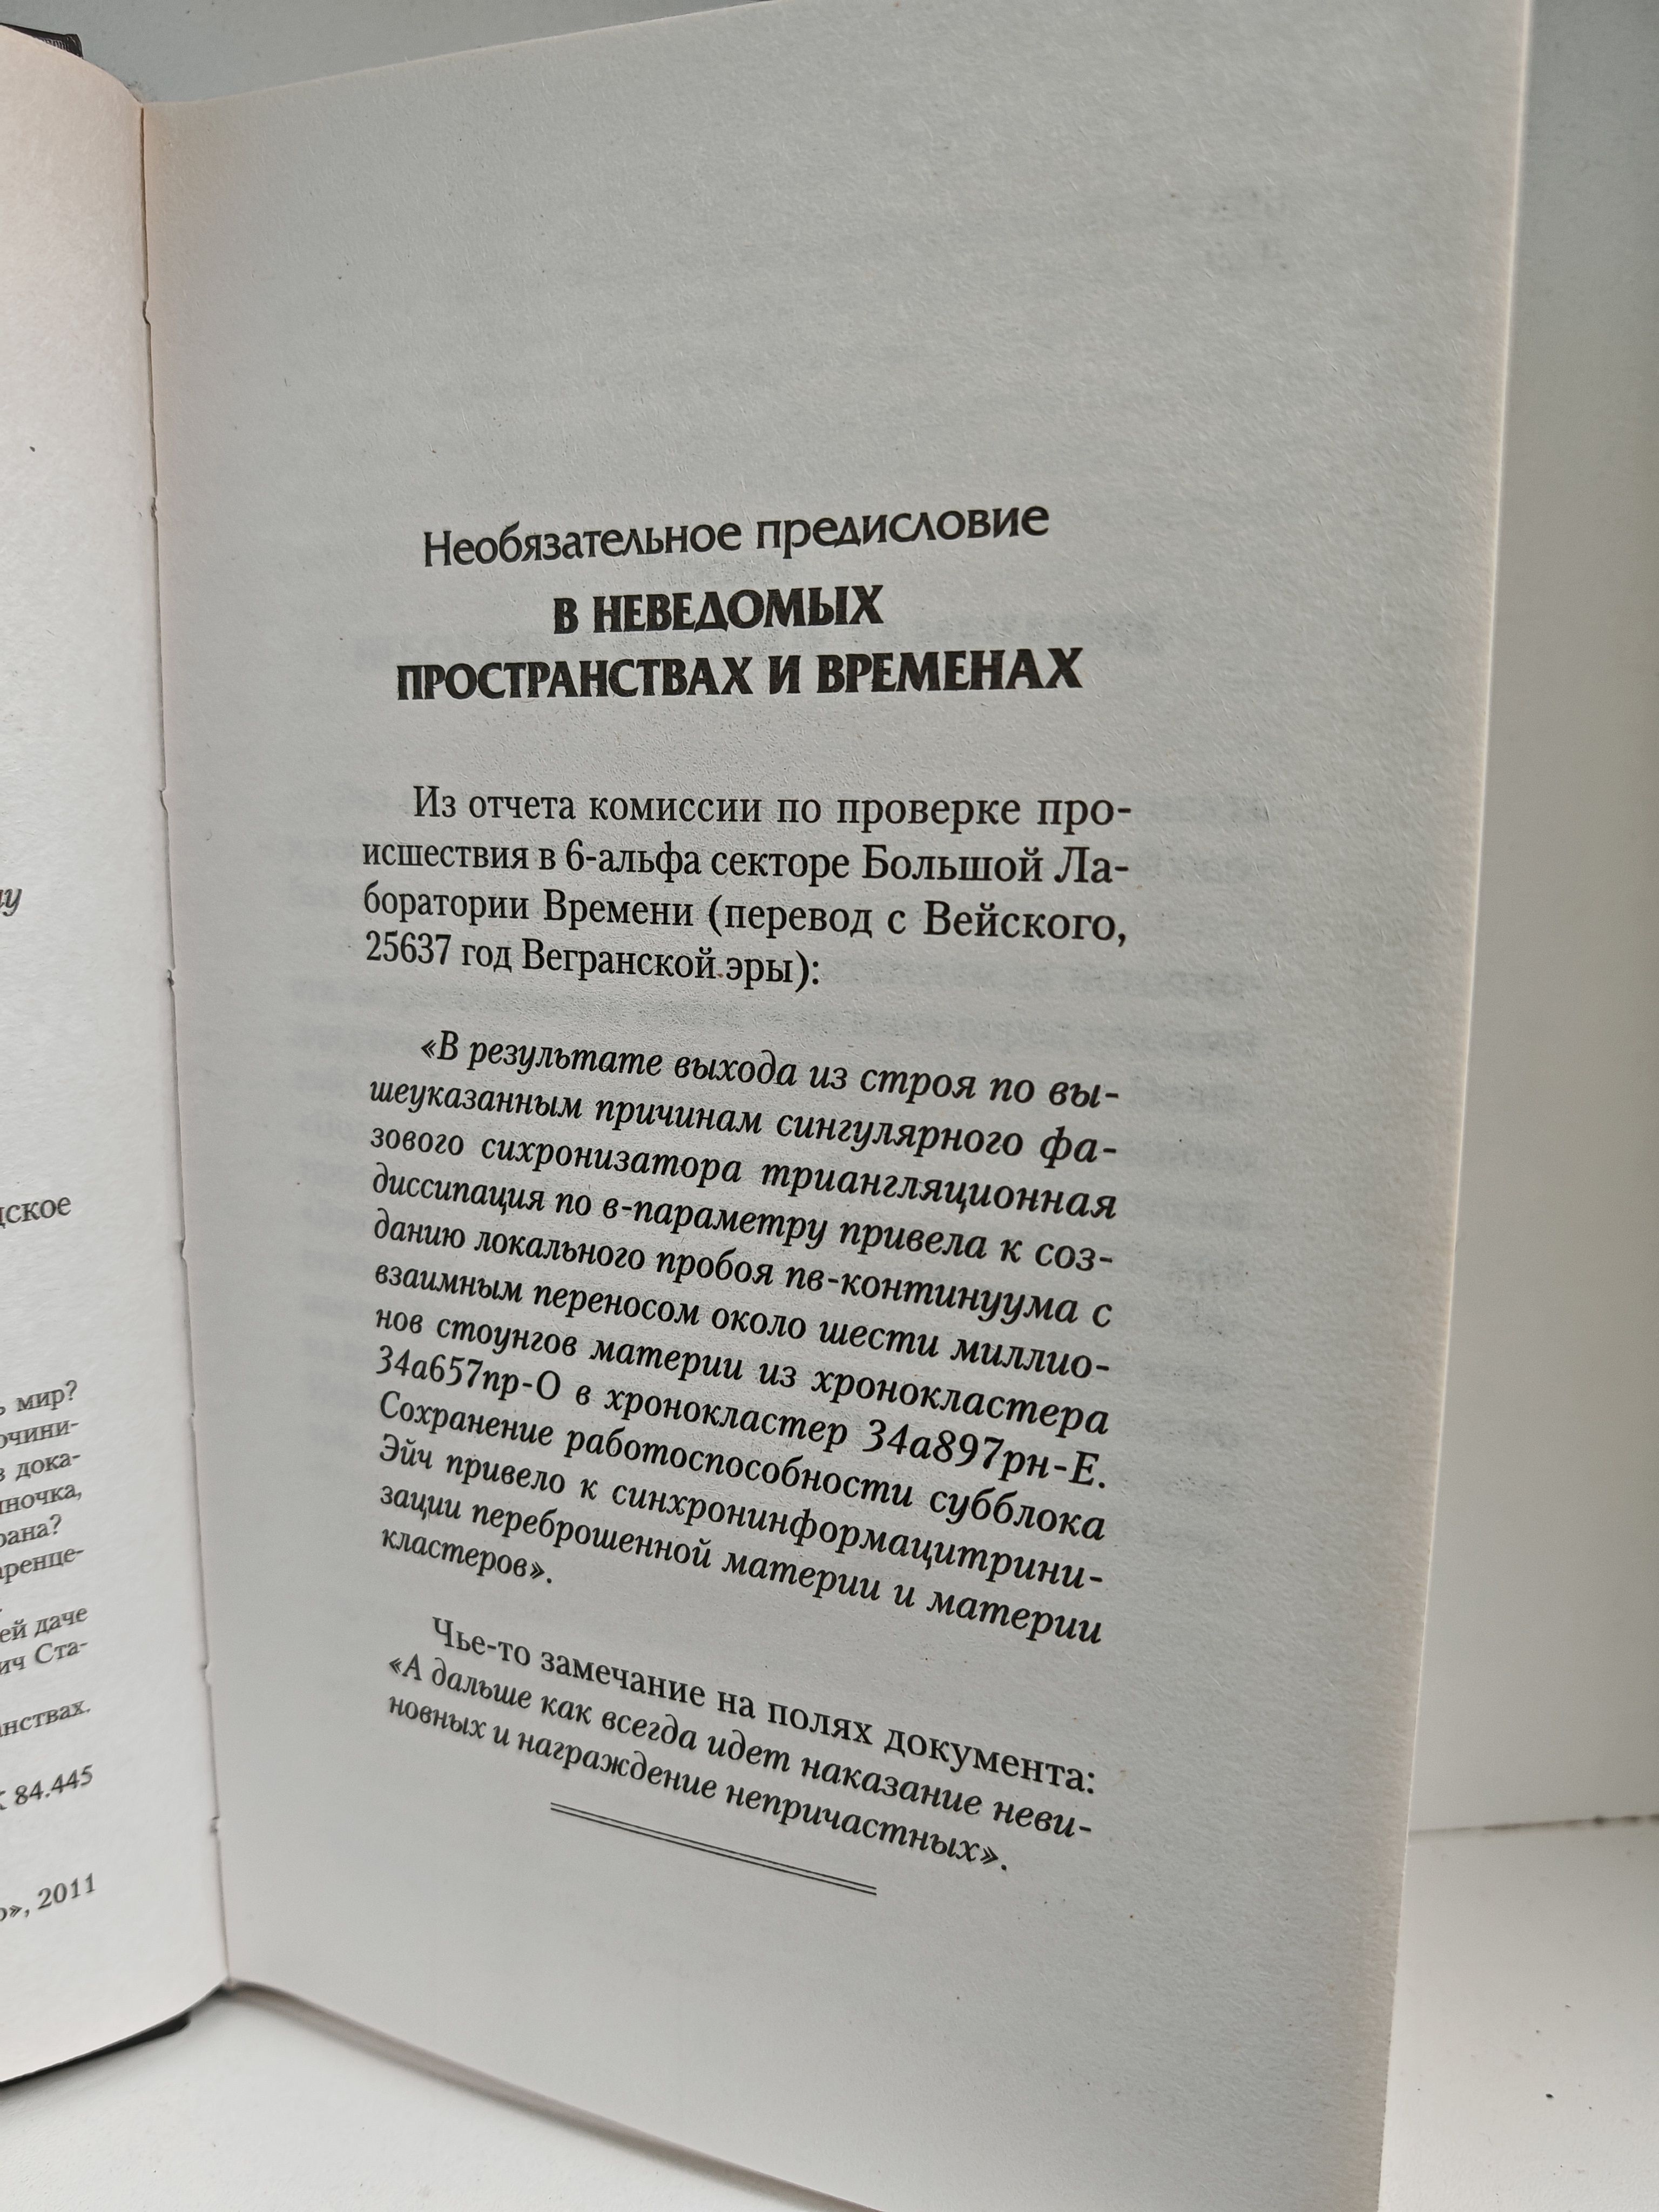 ду
дское
ь мир?
очини-
в дока-
иночка,
рана?
аренце-
ей даче
ич Ста-
нствах.
К 84.445
о», 2011
Необязательное предисловие
В НЕВЕДОМЫХ
ПРОСТРАНСТВАХ И ВРЕМЕНАХ
Из отчета комиссии по проверке про-
исшествия в 6-альфа секторе Большой Ла-
боратории Времени (перевод с Вейского,
25637 год Вегранской эры):
«В результате выхода из строя по вы-
шеуказанным причинам сингулярного фа-
зового сихронизатора триангляционная
диссипация по в-параметру привела к соз-
данию локального пробоя пв-континуума с
взаимным переносом около шести миллио-
нов стоунгов материи из хронокластера
34а657пр-О в хронокластер 34а897рн-Е.
Сохранение работоспособности субблока
Эйч привело к синхронинформацитрини-
зации переброшенной материи и материи
кластеров».
Чье-то замечание на полях документа:
«А дальше как всегда идет наказание неви-
новных и награждение непричастных».